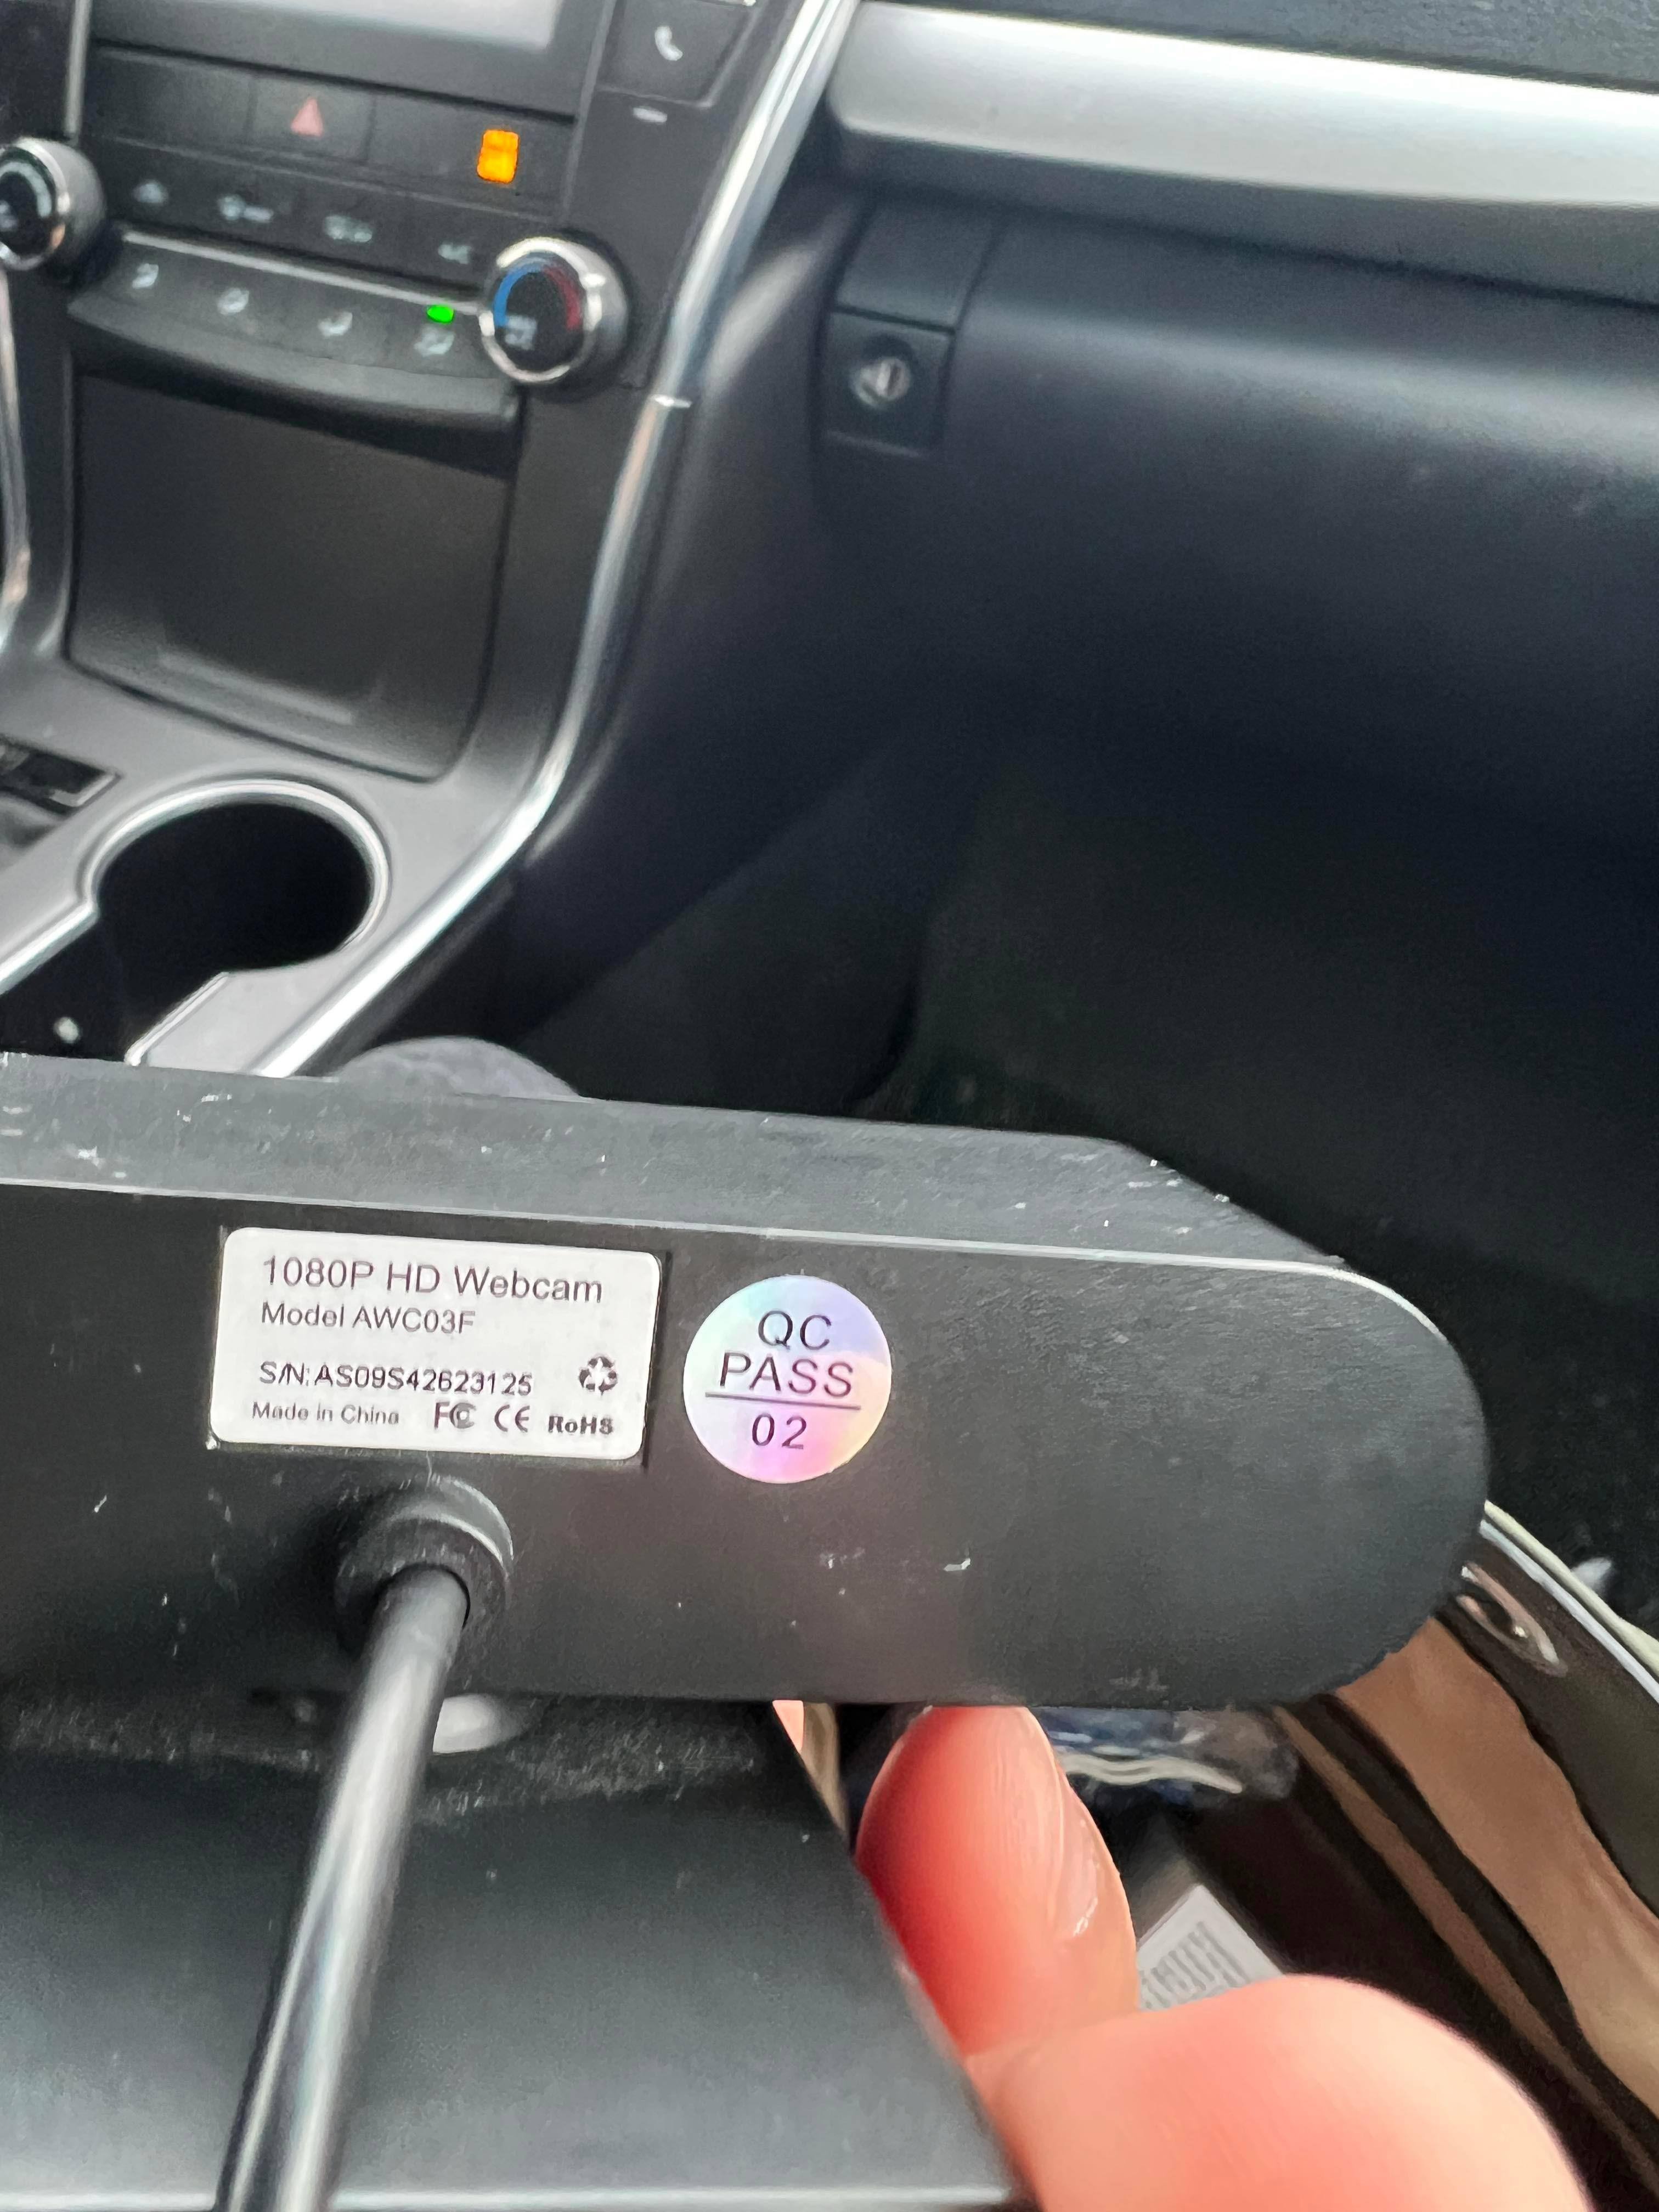 1080P HD Webcam
Model AWC03F
S/N: AS09S42623125
Made in China FC CE RoHS
QC
PASS
02